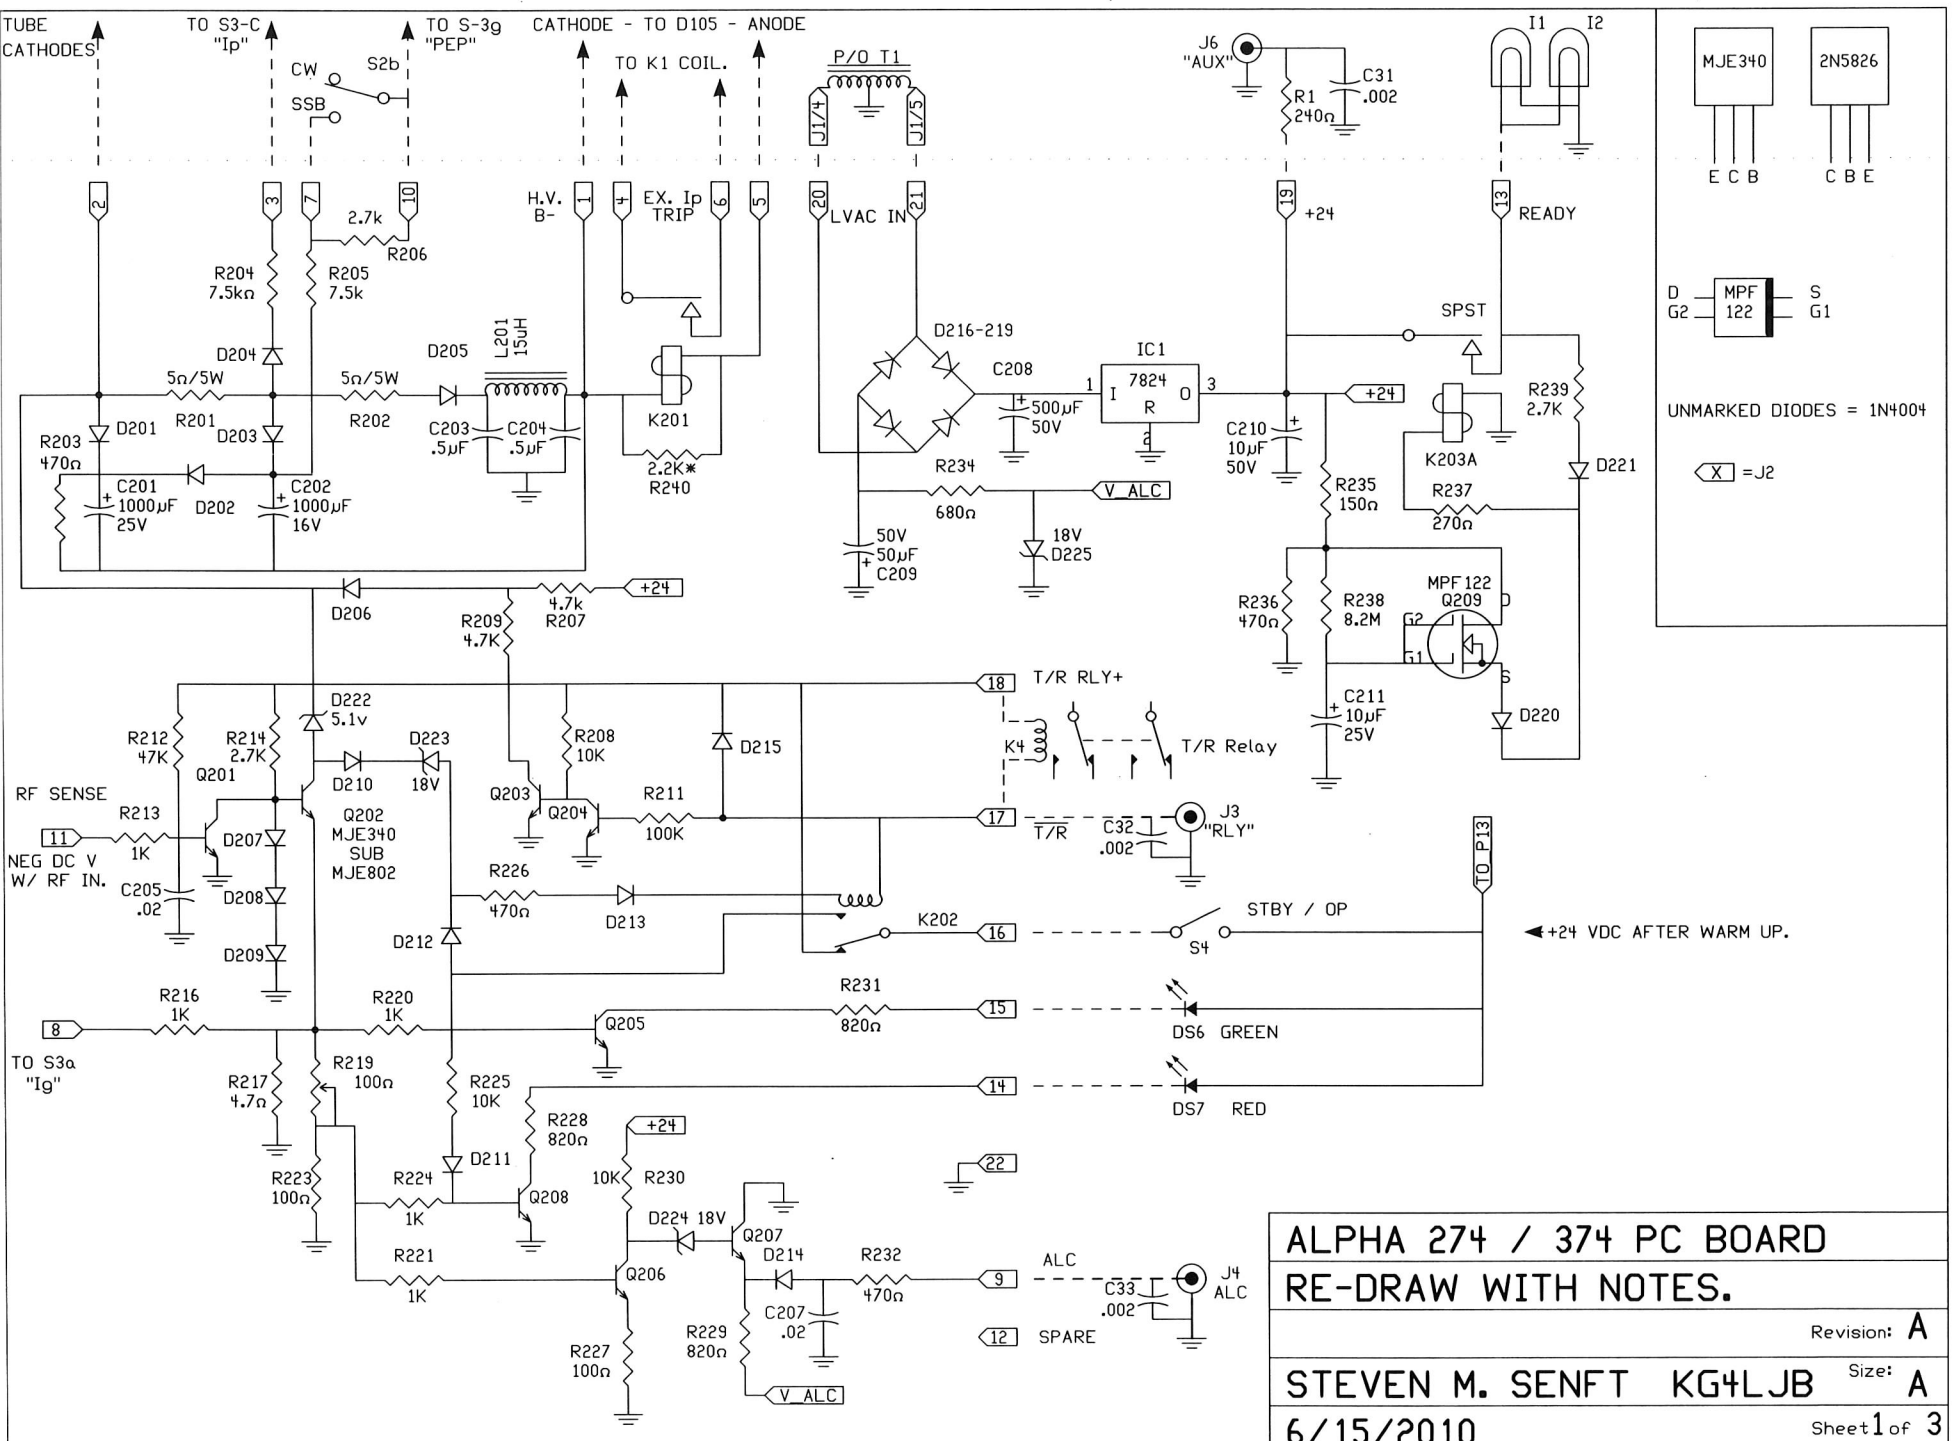 TUBE
CATHODES
TO S3-C
"Ip"
TO S-3g
"PEP"
CATHODE - TO D105 - ANODE
TO K1 COIL.
CW
S2b
SSB
P/O T1
J1/4
J1/5
J6
"AUX"
R1
240Ω
C31
.002
I1
I2
MJE340
2N5826
E C B
C B E
2
3
7
10
H.V.
B-
1
4
EX. Ip
TRIP
6
5
20
LVAC IN
21
19
+24
13
READY
2.7k
R206
R204
7.5kΩ
R205
7.5k
D
G2
MPF
122
S
G1
UNMARKED DIODES = 1N4004
X =J2
D204
5Ω/5W
R201
5Ω/5W
R202
D205
L201
15uH
D201
D203
R203
470Ω
C201
1000µF
25V
D202
C202
1000µF
16V
C203
.5µF
C204
.5µF
K201
2.2K*
R240
D216-219
C208
500µF
50V
IC1
7824
1
I
O
3
R
2
+24
C210
10µF
50V
SPST
K203A
R239
2.7K
D221
R237
270Ω
R234
680Ω
V_ALC
50V
50µF
C209
18V
D225
R235
150Ω
R236
470Ω
R238
8.2M
MPF122
Q209
D
G2
G1
S
C211
10µF
25V
D220
D206
R209
4.7K
4.7k
R207
+24
D222
5.1v
R212
47K
R214
2.7K
Q201
D210
D223
18V
R208
10K
D215
18
T/R RLY+
K4
T/R Relay
RF SENSE
11
NEG DC V
W/ RF IN.
R213
1K
D207
Q202
MJE340
SUB
MJE802
Q203
Q204
R211
100K
17
T/R
C32
.002
J3
"RLY"
TO P13
C205
.02
D208
D209
R226
470Ω
D213
D212
K202
16
S4
STBY / OP
+24 VDC AFTER WARM UP.
8
TO S3a
"Ig"
R216
1K
R220
1K
Q205
R231
820Ω
15
DS6 GREEN
R217
4.7Ω
R219
100Ω
R225
10K
14
DS7 RED
R228
820Ω
+24
D211
R223
100Ω
R224
1K
Q208
10K
R230
22
D224 18V
Q207
R221
1K
Q206
D214
R232
470Ω
9
ALC
C33
.002
J4
ALC
C207
.02
R227
100Ω
R229
820Ω
12
SPARE
V_ALC
ALPHA 274 / 374 PC BOARD
RE-DRAW WITH NOTES.
Revision: A
STEVEN M. SENFT KG4LJB
Size: A
6/15/2010
Sheet 1 of 3